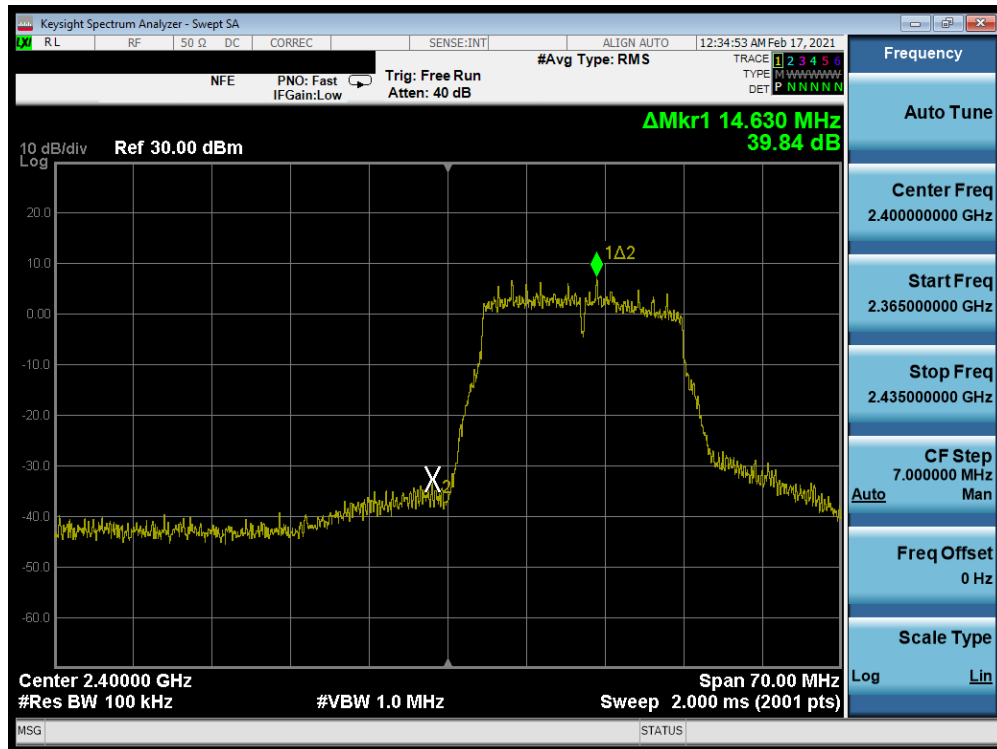 Keysight Spectrum Analyzer - Swept SA
LXI RL RF 50 Ω DC CORREC SENSE:INT ALIGN AUTO 12:34:53 AM Feb 17, 2021
NFE PNO: Fast Trig: Free Run #Avg Type: RMS TRACE 1 2 3 4 5 6
IFGain:Low Atten: 40 dB TYPE M WWWWW
DET P N N N N N
ΔMkr1 14.630 MHz
39.84 dB
10 dB/div Ref 30.00 dBm
Log
20.0
10.0
0.00
-10.0
-20.0
-30.0
-40.0
-50.0
-60.0
1Δ2
X2
Center 2.40000 GHz Span 70.00 MHz
#Res BW 100 kHz #VBW 1.0 MHz Sweep 2.000 ms (2001 pts)
MSG STATUS
Frequency
Auto Tune
Center Freq
2.400000000 GHz
Start Freq
2.365000000 GHz
Stop Freq
2.435000000 GHz
CF Step
7.000000 MHz
Auto Man
Freq Offset
0 Hz
Scale Type
Log Lin